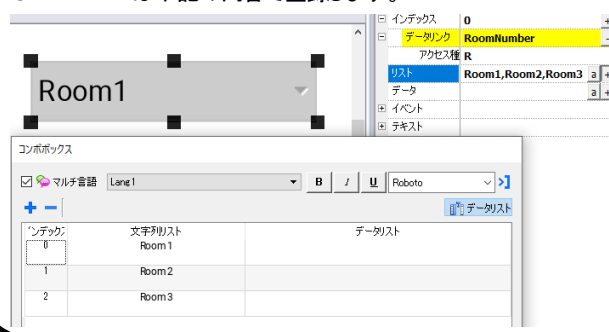 インデックス 0
データリンク RoomNumber
アクセス種 R
リスト Room1,Room2,Room3 a +
データ a +
イベント
テキスト
Room1
コンボボックス
マルチ言語 Lang1 B I U Roboto
データリスト
文字列リスト データリスト
0 Room1
1 Room2
2 Room3